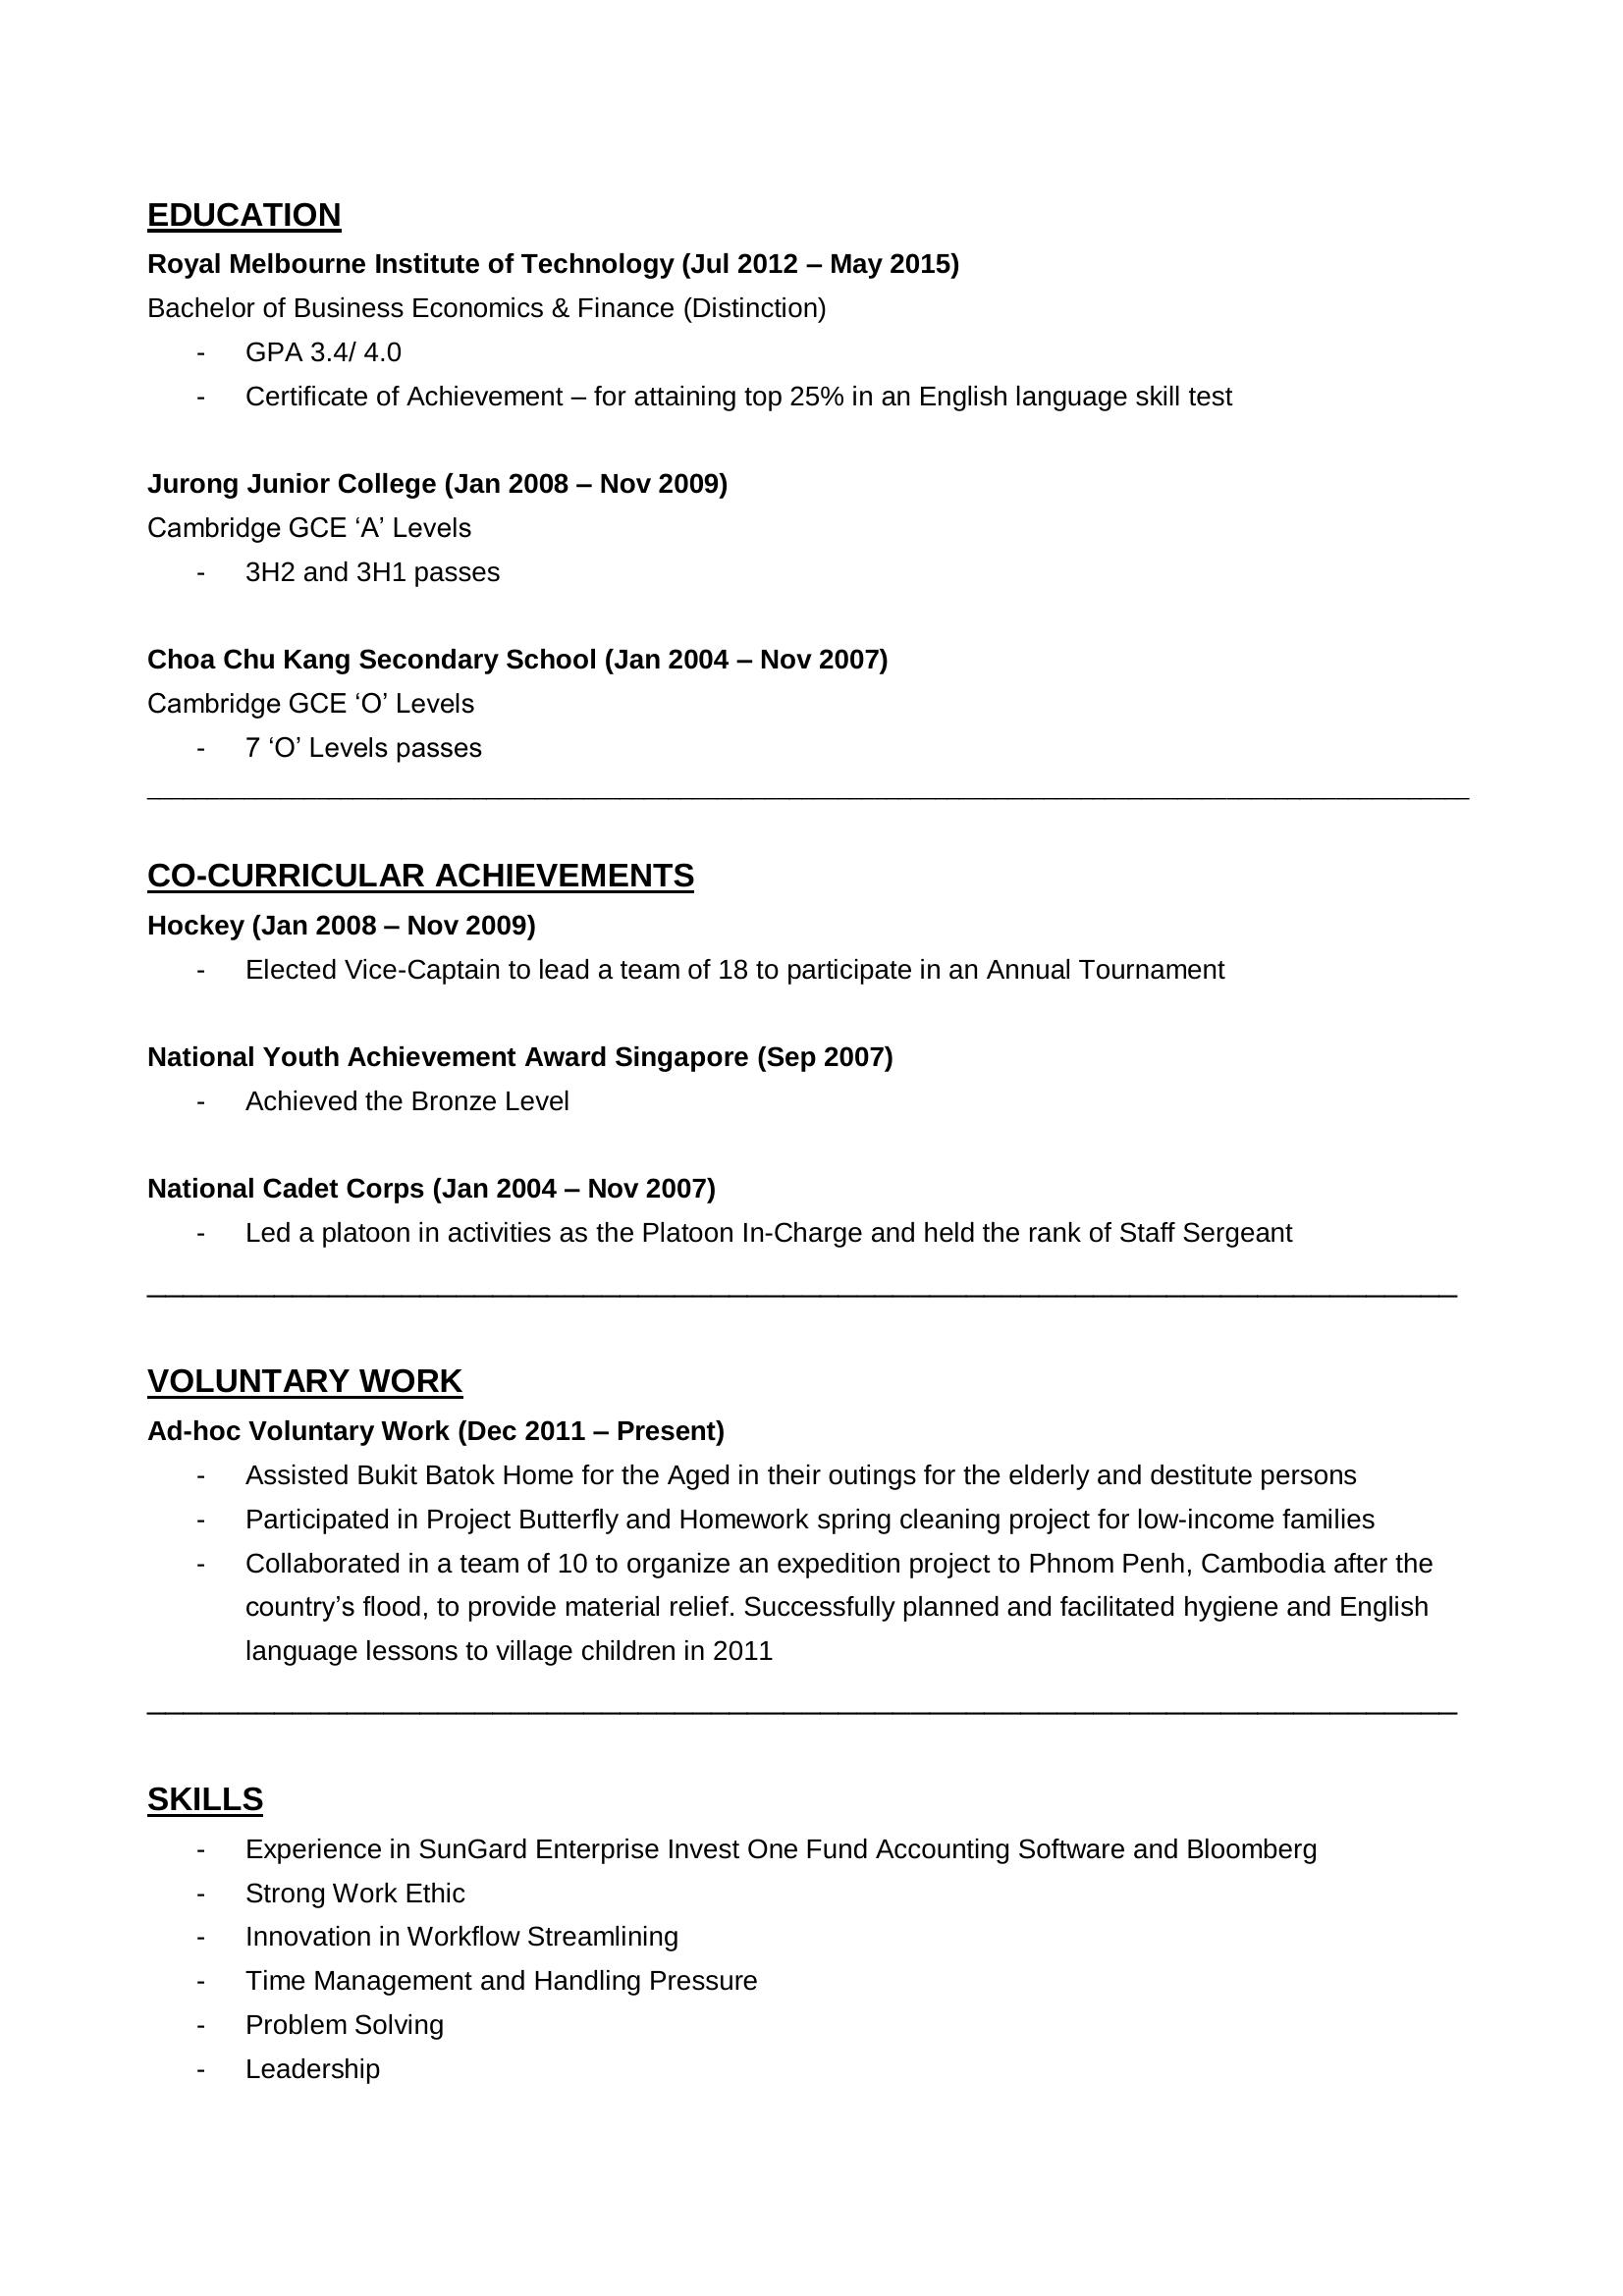 EDUCATION
Royal Melbourne Institute of Technology (Jul 2012 – May 2015)
Bachelor of Business Economics & Finance (Distinction)
- GPA 3.4/ 4.0
- Certificate of Achievement – for attaining top 25% in an English language skill test
Jurong Junior College (Jan 2008 – Nov 2009)
Cambridge GCE ‘A’ Levels
- 3H2 and 3H1 passes
Choa Chu Kang Secondary School (Jan 2004 – Nov 2007)
Cambridge GCE ‘O’ Levels
- 7 ‘O’ Levels passes
CO-CURRICULAR ACHIEVEMENTS
Hockey (Jan 2008 – Nov 2009)
- Elected Vice-Captain to lead a team of 18 to participate in an Annual Tournament
National Youth Achievement Award Singapore (Sep 2007)
- Achieved the Bronze Level
National Cadet Corps (Jan 2004 – Nov 2007)
- Led a platoon in activities as the Platoon In-Charge and held the rank of Staff Sergeant
VOLUNTARY WORK
Ad-hoc Voluntary Work (Dec 2011 – Present)
- Assisted Bukit Batok Home for the Aged in their outings for the elderly and destitute persons
- Participated in Project Butterfly and Homework spring cleaning project for low-income families
- Collaborated in a team of 10 to organize an expedition project to Phnom Penh, Cambodia after the
country’s flood, to provide material relief. Successfully planned and facilitated hygiene and English
language lessons to village children in 2011
SKILLS
- Experience in SunGard Enterprise Invest One Fund Accounting Software and Bloomberg
- Strong Work Ethic
- Innovation in Workflow Streamlining
- Time Management and Handling Pressure
- Problem Solving
- Leadership